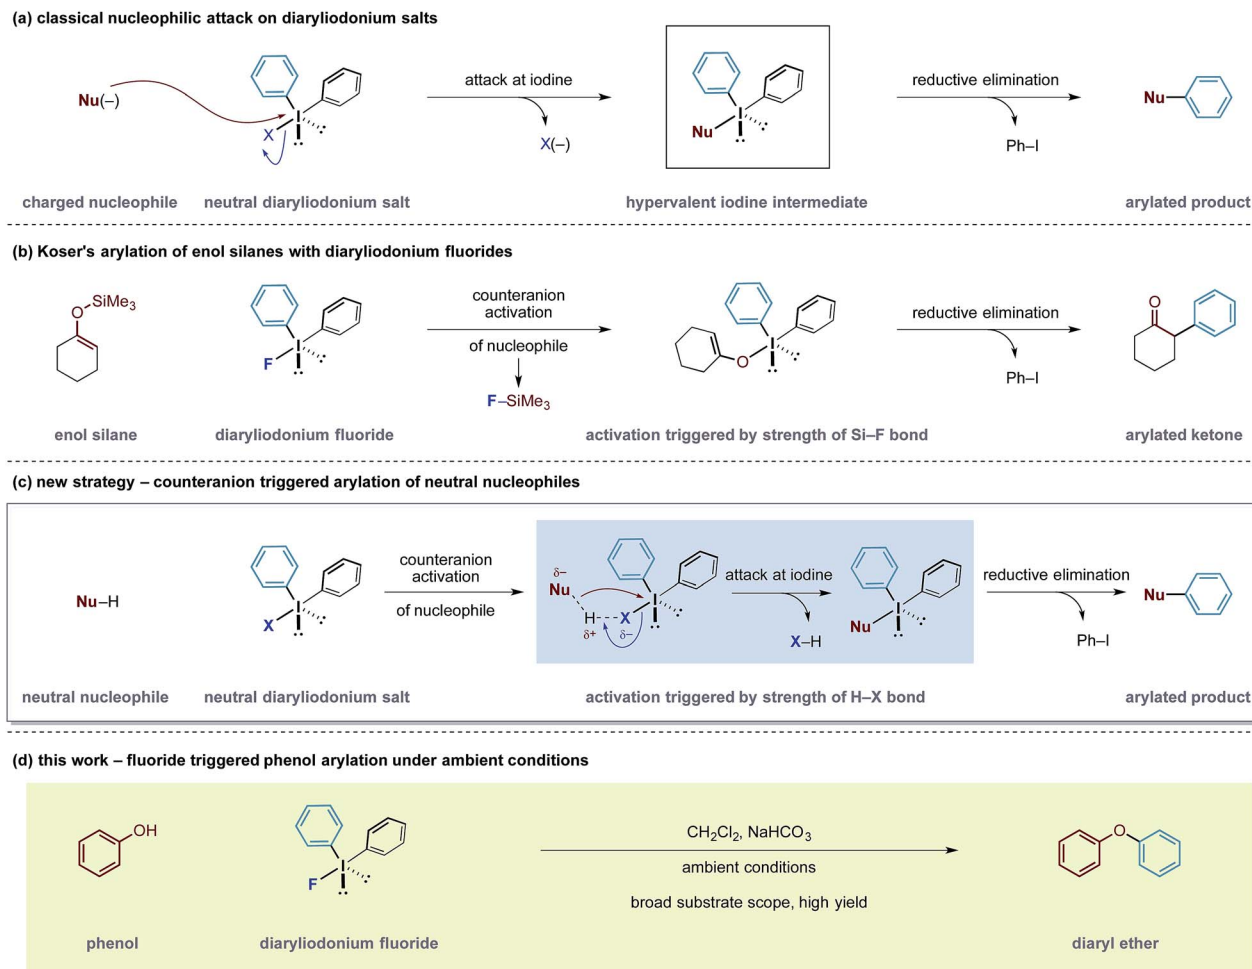 (a) classical nucleophilic attack on diaryliodonium salts
Nu(–)
X
I
attack at iodine
X(–)
Nu
I
reductive elimination
Ph–I
Nu
charged nucleophile
neutral diaryliodonium salt
hypervalent iodine intermediate
arylated product
(b) Koser's arylation of enol silanes with diaryliodonium fluorides
O
SiMe3
F
I
counteranion
activation
of nucleophile
F–SiMe3
O
I
reductive elimination
Ph–I
O
enol silane
diaryliodonium fluoride
activation triggered by strength of Si–F bond
arylated ketone
(c) new strategy – counteranion triggered arylation of neutral nucleophiles
Nu–H
X
I
counteranion
activation
of nucleophile
δ–
Nu
H
δ+
X
δ–
I
attack at iodine
X–H
Nu
I
reductive elimination
Ph–I
Nu
neutral nucleophile
neutral diaryliodonium salt
activation triggered by strength of H–X bond
arylated product
(d) this work – fluoride triggered phenol arylation under ambient conditions
OH
F
I
CH2Cl2, NaHCO3
ambient conditions
broad substrate scope, high yield
O
phenol
diaryliodonium fluoride
diaryl ether